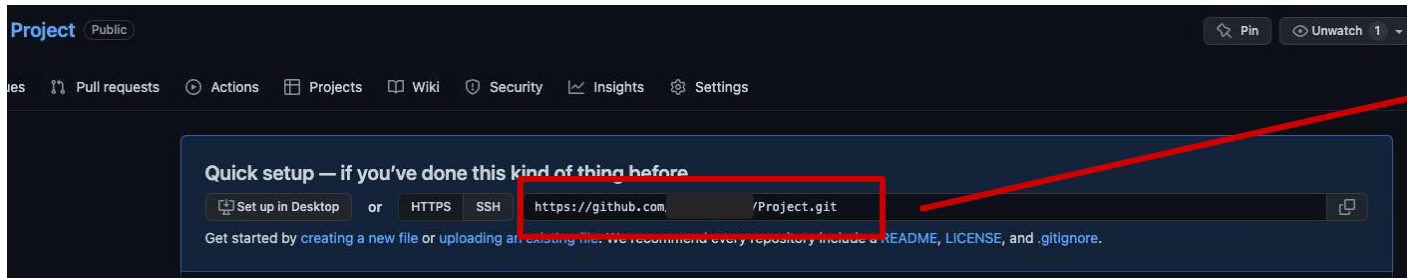 Project Public
Pin Unwatch 1
ues Pull requests Actions Projects Wiki Security Insights Settings
Quick setup — if you've done this kind of thing before
Set up in Desktop or HTTPS SSH https://github.com/ /Project.git
Get started by creating a new file or uploading an existing file. We recommend every repository include a README, LICENSE, and .gitignore.